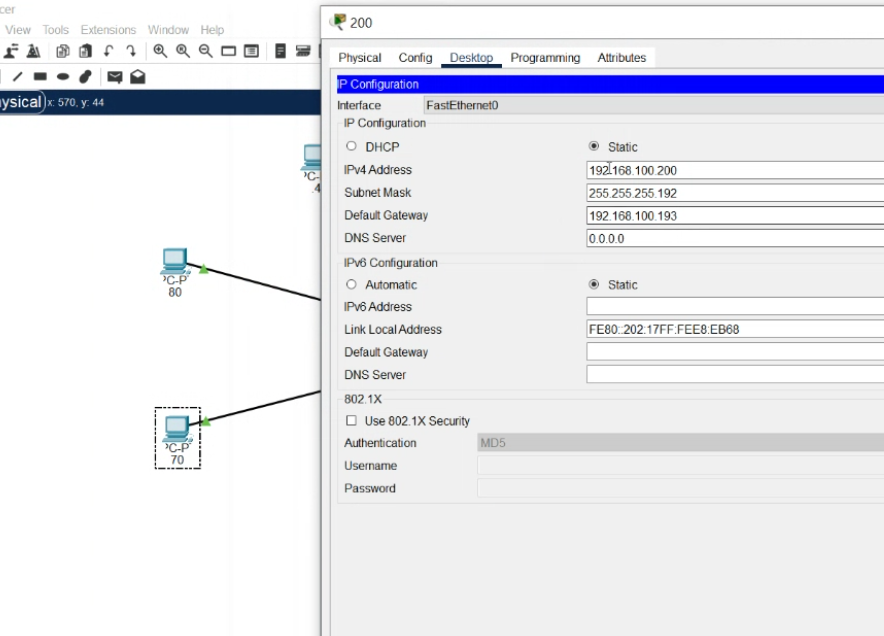 cer
View Tools Extensions Window Help
ysical x: 570, y: 44
PC-
.4
PC-P
80
PC-P
70
200
Physical Config Desktop Programming Attributes
IP Configuration
Interface FastEthernet0
IP Configuration
DHCP Static
IPv4 Address 192.168.100.200
Subnet Mask 255.255.255.192
Default Gateway 192.168.100.193
DNS Server 0.0.0.0
IPv6 Configuration
Automatic Static
IPv6 Address
Link Local Address FE80::202:17FF:FEE8:EB68
Default Gateway
DNS Server
802.1X
Use 802.1X Security
Authentication MD5
Username
Password